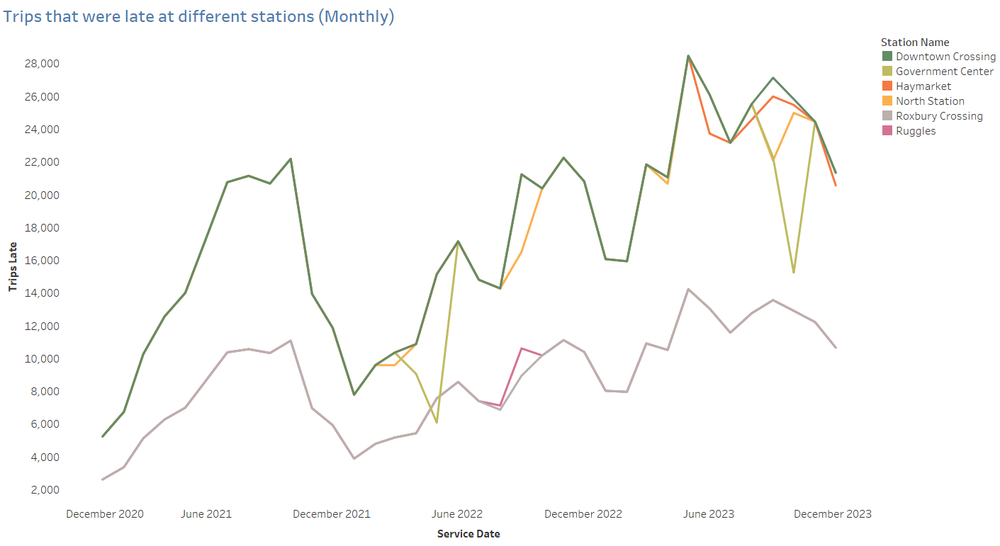 Trips that were late at different stations (Monthly)
Station Name
Downtown Crossing
Government Center
Haymarket
North Station
Roxbury Crossing
Ruggles
28,000
26,000
24,000
22,000
20,000
18,000
16,000
14,000
12,000
10,000
8,000
6,000
4,000
2,000
Trips Late
December 2020 June 2021 December 2021 June 2022 December 2022 June 2023 December 2023
Service Date